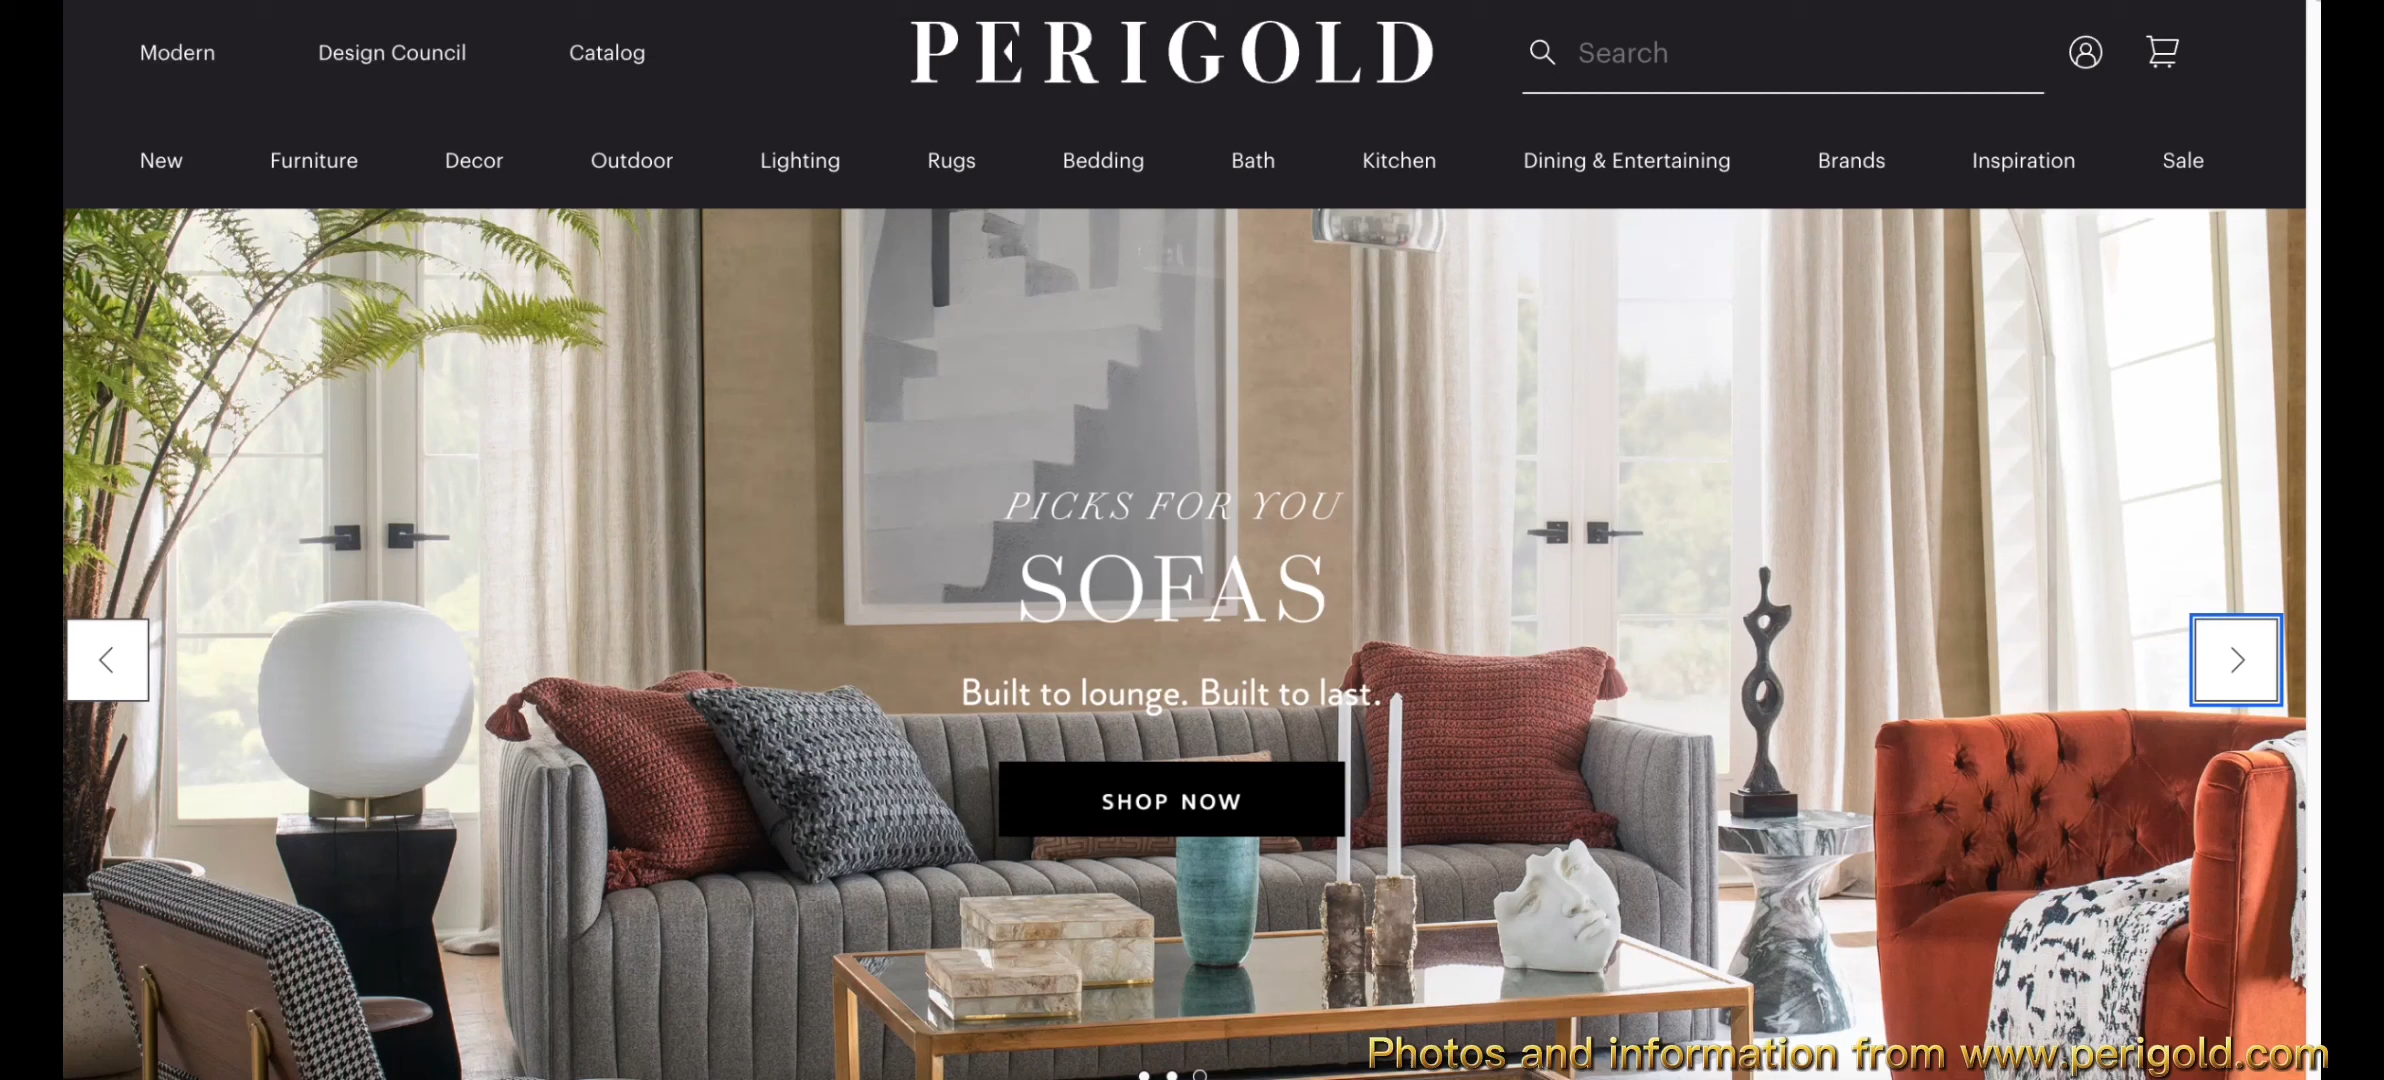 Modern Design Council Catalog
PERIGOLD
Search
New Furniture Decor Outdoor Lighting Rugs Bedding Bath Kitchen Dining & Entertaining Brands Inspiration Sale
PICKS FOR YOU
SOFAS
Built to lounge. Built to last.
SHOP NOW
Photos and information from www.perigold.com